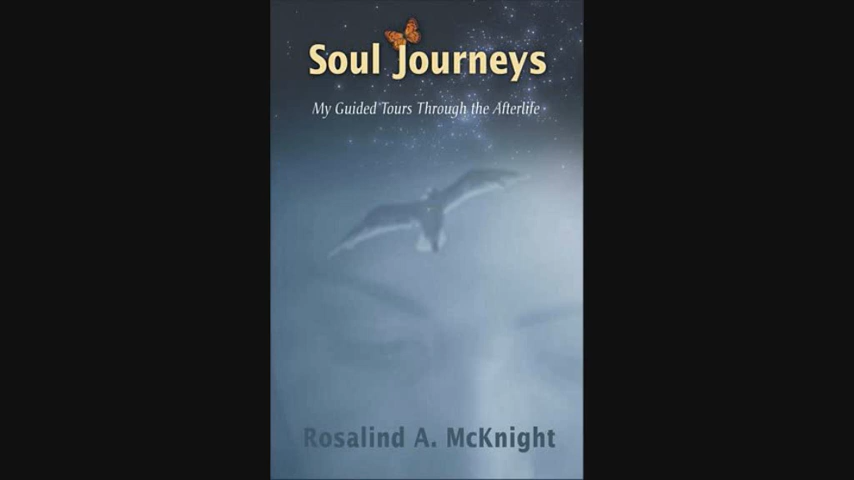 Soul Journeys
My Guided Tours Through the Afterlife
Rosalind A. McKnight